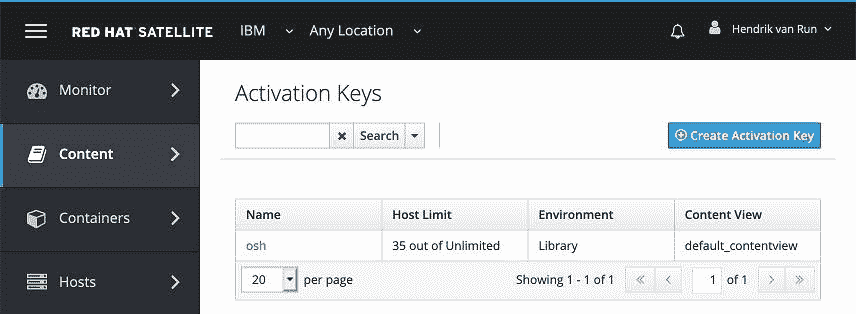 RED HAT SATELLITE IBM Any Location Hendrik van Run
Monitor
Content
Containers
Hosts
Activation Keys
Search
Create Activation Key
Name Host Limit Environment Content View
osh 35 out of Unlimited Library default_contentview
20 per page Showing 1 - 1 of 1 « < 1 of 1 > »